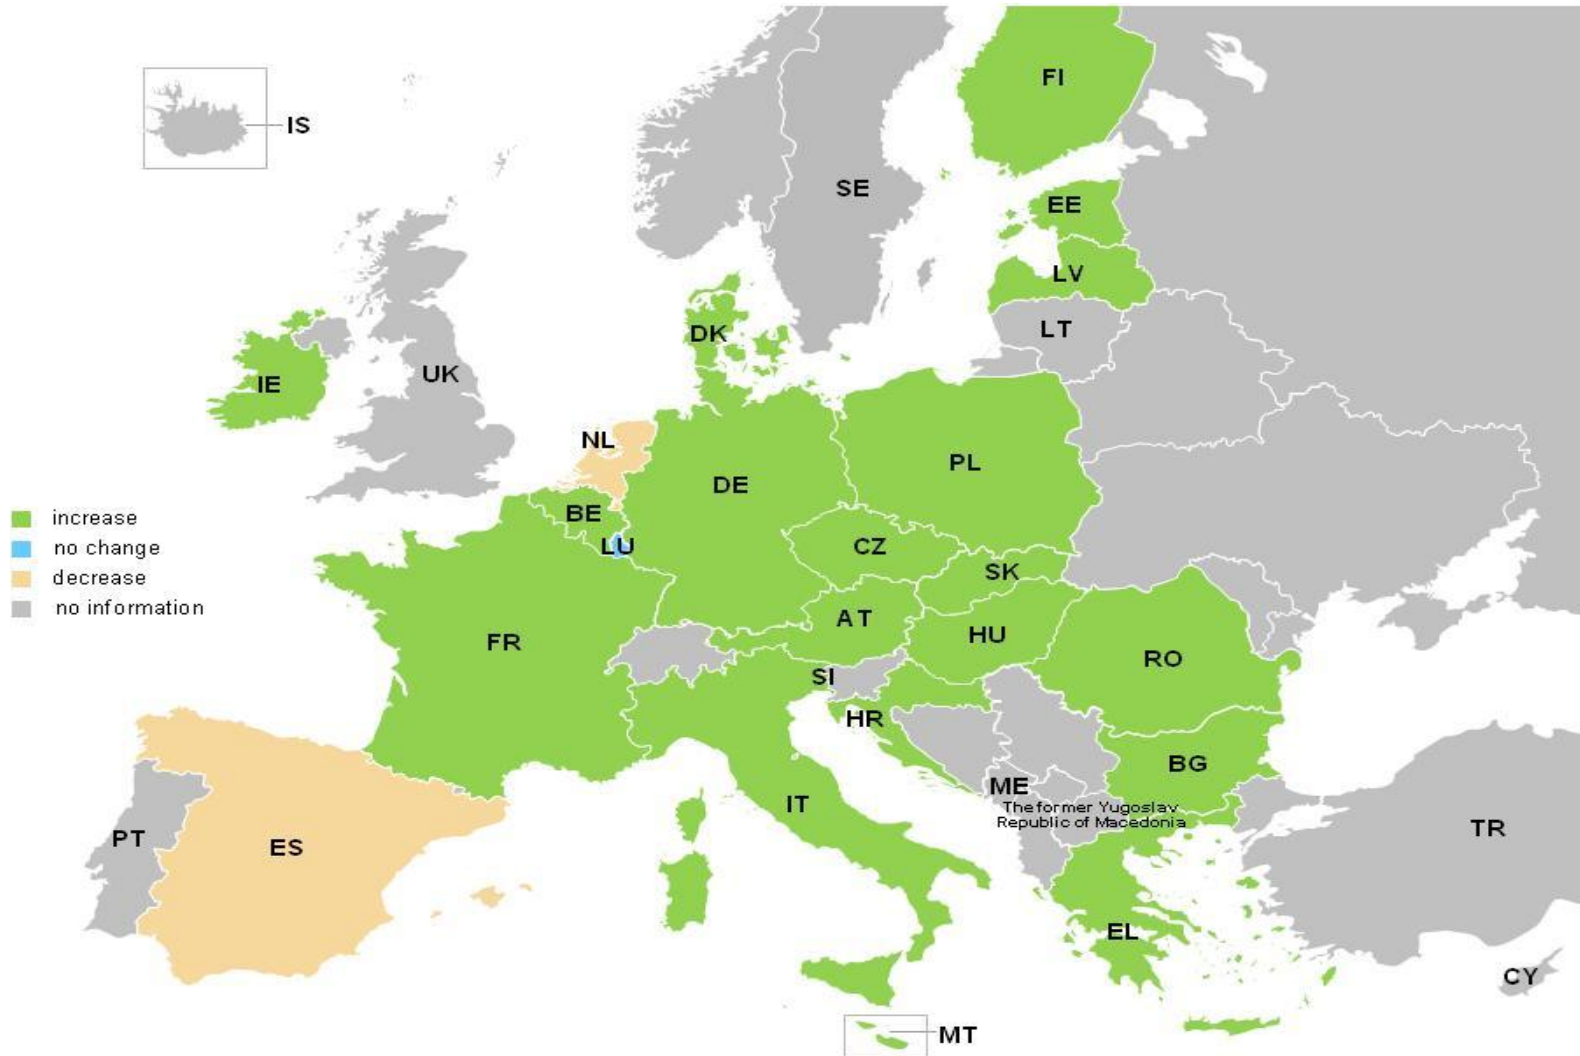 FI
IS
SE
EE
LV
LT
DK
IE
UK
NL
PL
DE
BE
LU
CZ
SK
AT
HU
FR
RO
SI
HR
BG
ME
The former Yugoslav
Republic of Macedonia
IT
TR
PT
ES
EL
CY
MT
increase
no change
decrease
no information